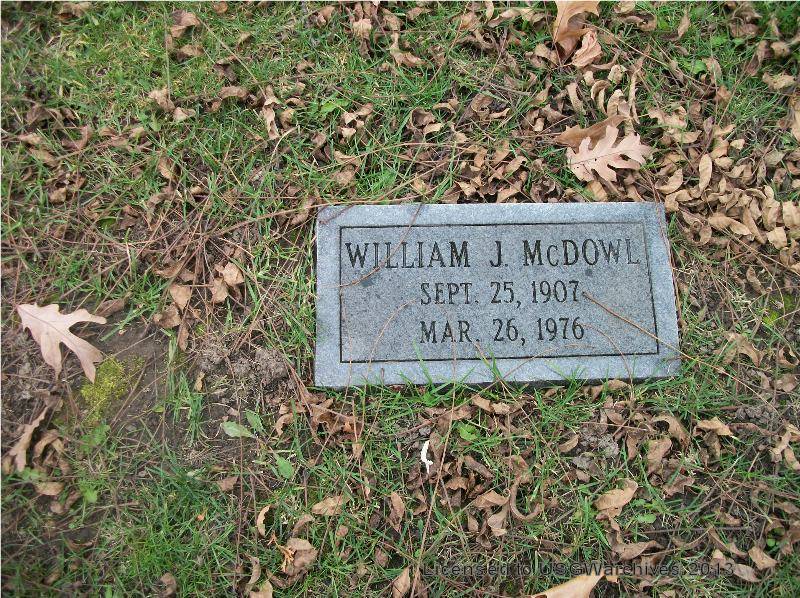 WILLIAM J. McDOWL
SEPT. 25, 1907
MAR. 26, 1976
Licensed to USGWarchives, 2013